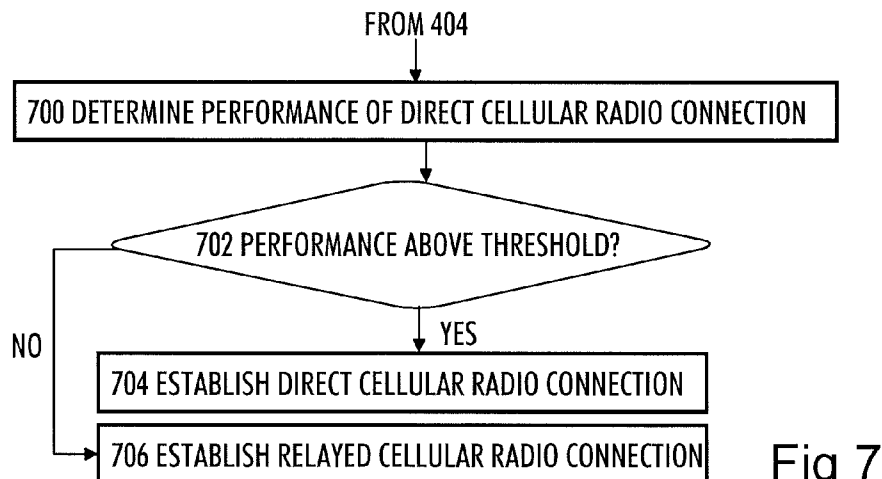 FROM 404
700 DETERMINE PERFORMANCE OF DIRECT CELLULAR RADIO CONNECTION
702 PERFORMANCE ABOVE THRESHOLD?
YES
NO
704 ESTABLISH DIRECT CELLULAR RADIO CONNECTION
706 ESTABLISH RELAYED CELLULAR RADIO CONNECTION
Fig 7